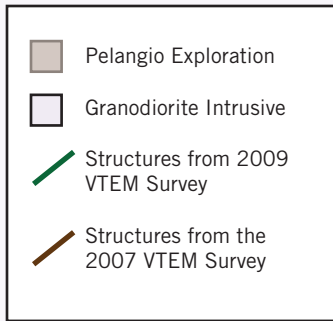 Pelangio Exploration
Granodiorite Intrusive
Structures from 2009
VTEM Survey
Structures from the
2007 VTEM Survey